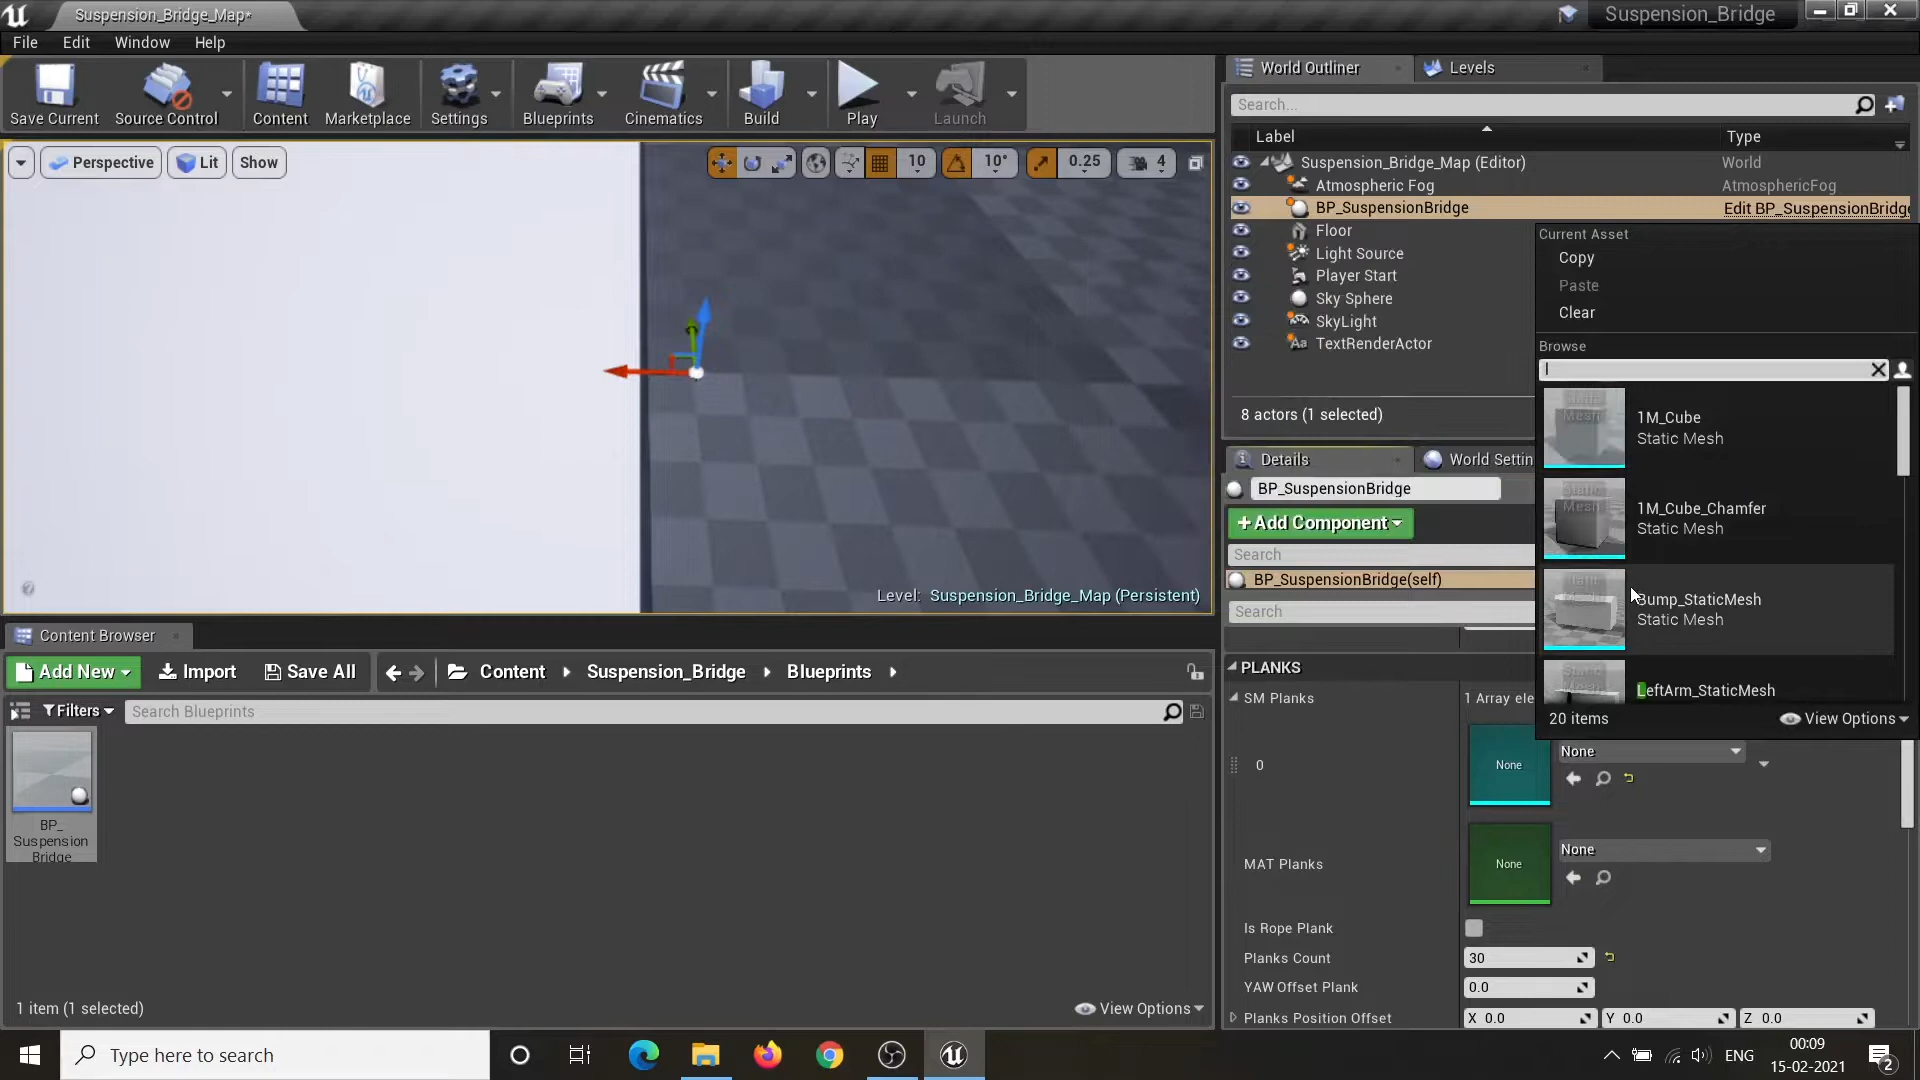 Suspension_Bridge_Map*
Suspension_Bridge
File Edit Window Help
Save Current Source Control Content Marketplace Settings Blueprints Cinematics Build Play Launch
Perspective Lit Show
10 10° 0.25 4
Level: Suspension_Bridge_Map (Persistent)
World Outliner Levels
Search...
Label Type
Suspension_Bridge_Map (Editor) World
Atmospheric Fog AtmosphericFog
BP_SuspensionBridge Edit BP_SuspensionBridg
Floor
Light Source
Player Start
Sky Sphere
SkyLight
TextRenderActor
8 actors (1 selected)
Current Asset
Copy
Paste
Clear
Browse
l
1M_Cube
Static Mesh
1M_Cube_Chamfer
Static Mesh
Bump_StaticMesh
Static Mesh
LeftArm_StaticMesh
20 items View Options
Details World Settin
BP_SuspensionBridge
+Add Component
Search
BP_SuspensionBridge(self)
Search
PLANKS
SM Planks 1 Array ele
0 None None
MAT Planks None None
Is Rope Plank
Planks Count 30
YAW Offset Plank 0.0
Planks Position Offset X 0.0 Y 0.0 Z 0.0
Content Browser
Add New Import Save All Content Suspension_Bridge Blueprints
Filters Search Blueprints
BP_
Suspension
Bridge
1 item (1 selected) View Options
Type here to search
ENG
00:09
15-02-2021
2